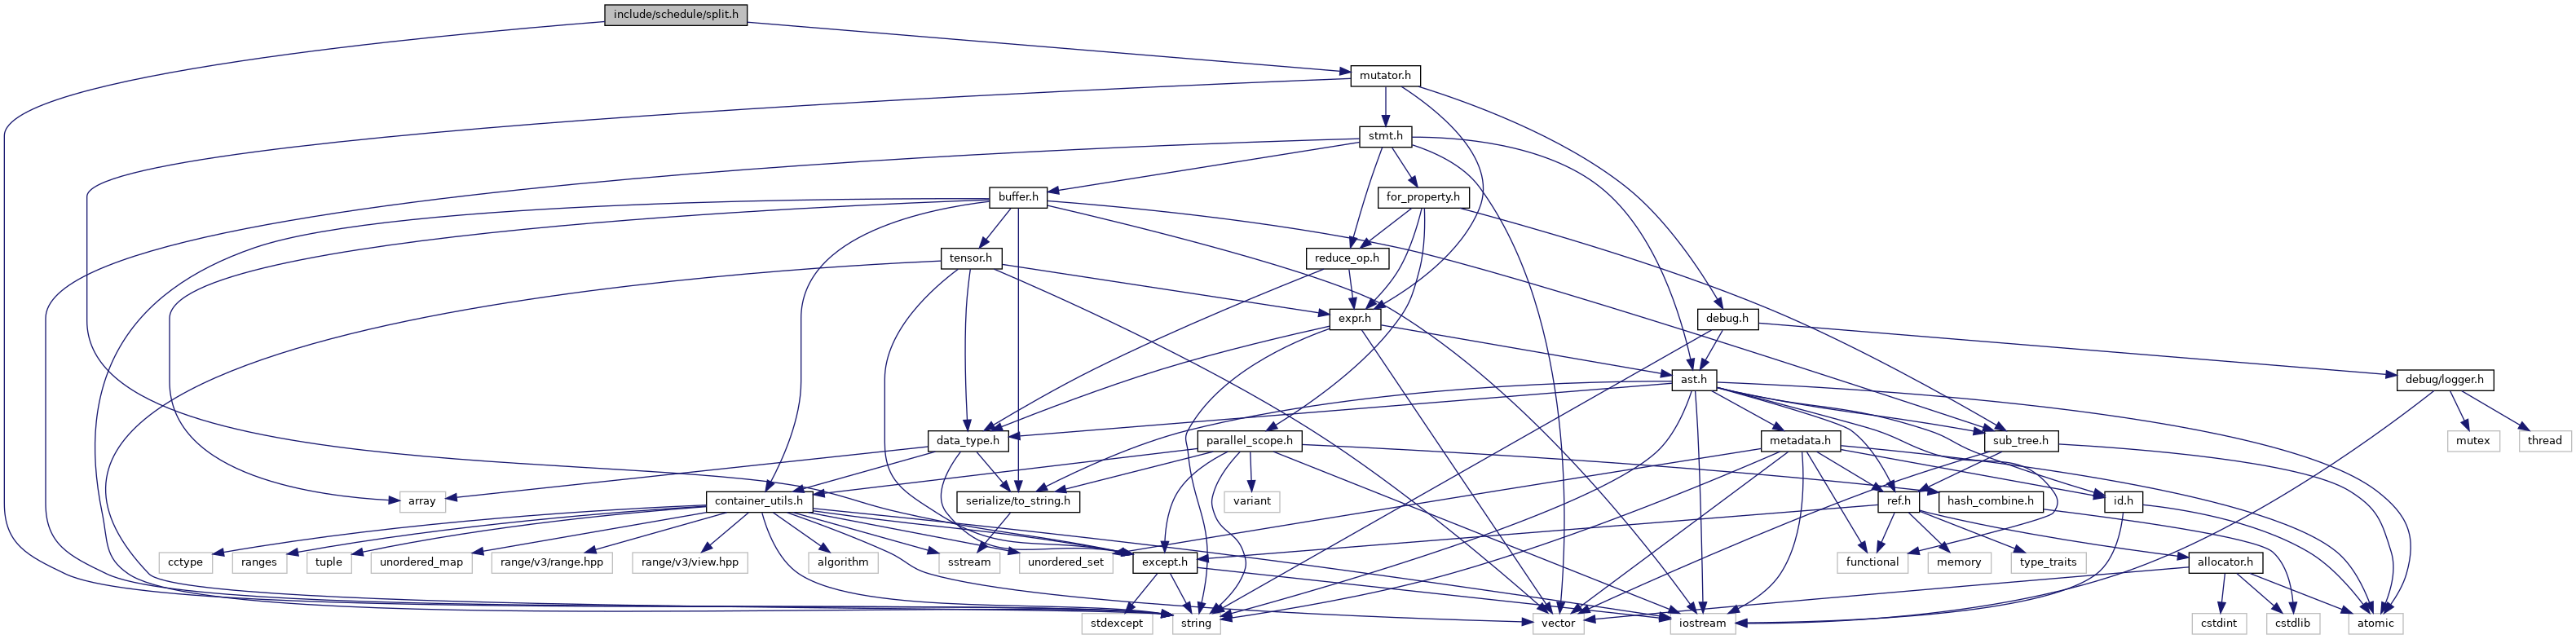 include/schedule/split.h
mutator.h
stmt.h
buffer.h
for_property.h
tensor.h
reduce_op.h
expr.h
debug.h
ast.h
debug/logger.h
data_type.h
parallel_scope.h
metadata.h
sub_tree.h
mutex
thread
array
container_utils.h
serialize/to_string.h
variant
ref.h
hash_combine.h
id.h
cctype
ranges
tuple
unordered_map
range/v3/range.hpp
range/v3/view.hpp
algorithm
sstream
unordered_set
except.h
functional
memory
type_traits
allocator.h
stdexcept
string
vector
iostream
cstdint
cstdlib
atomic